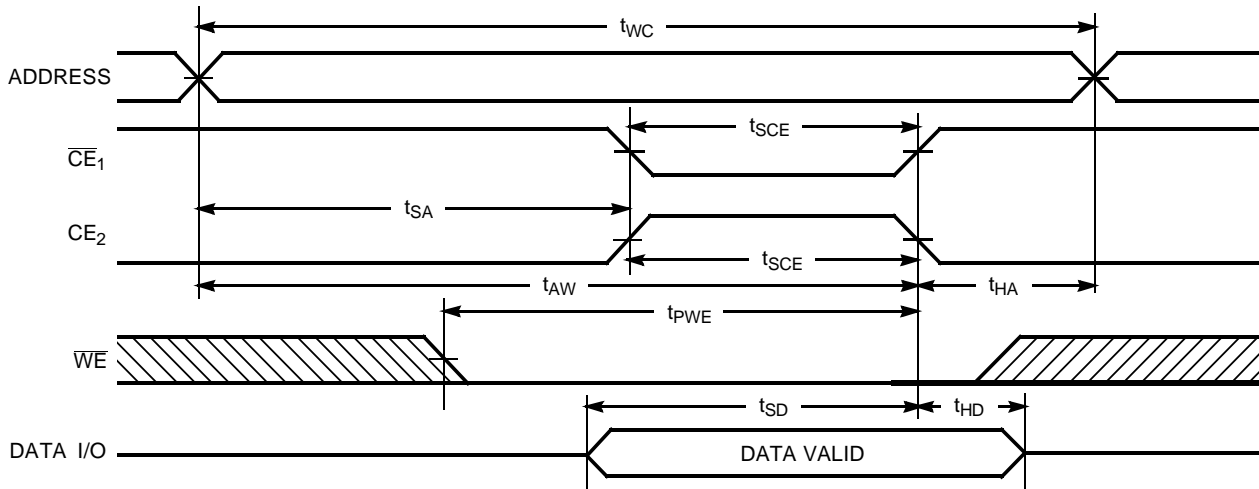 tWC
ADDRESS
tSCE
CE1
tSA
CE2
tSCE
tAW
tHA
tPWE
WE
tSD
tHD
DATA I/O
DATA VALID